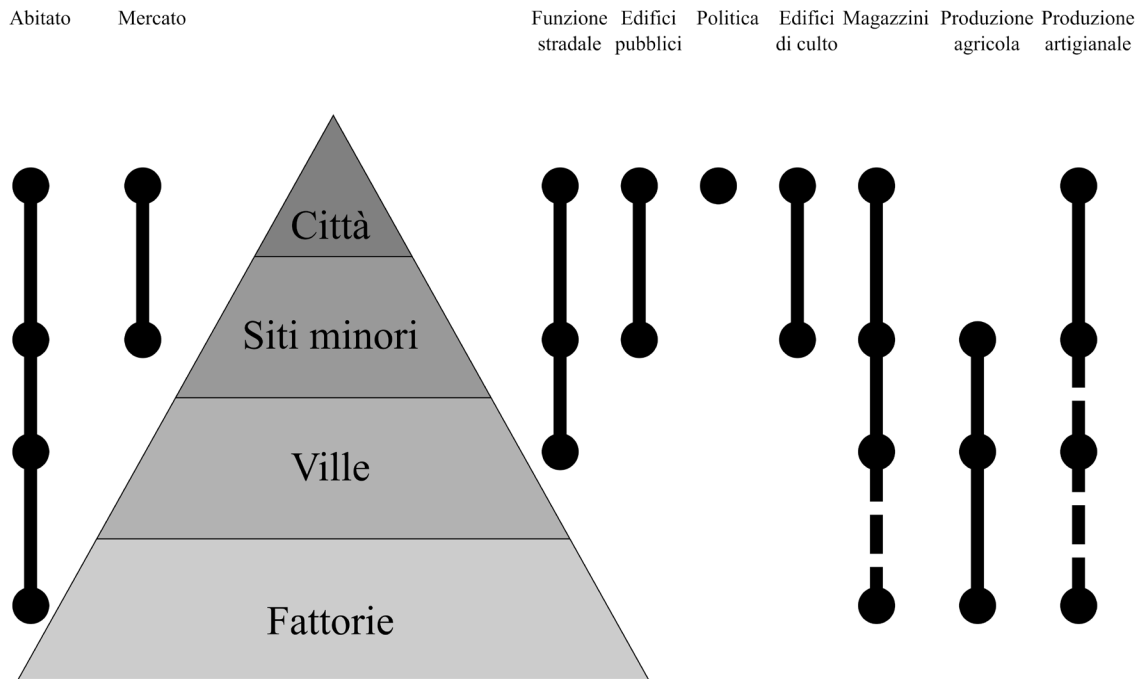 Abitato
Mercato
Funzione
stradale
Edifici
pubblici
Politica
Edifici
di culto
Magazzini
Produzione
agricola
Produzione
artigianale
Città
Siti minori
Ville
Fattorie